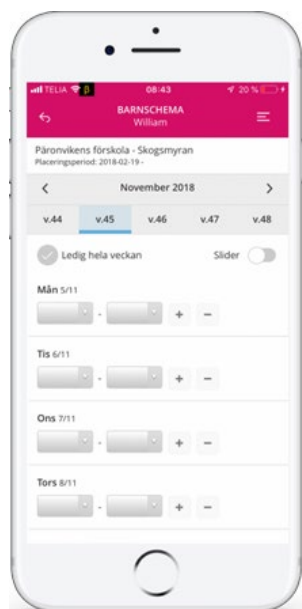 TELIA β 08:43 20 %
BARNSCHEMA
William
Päronvikens förskola - Skogsmyran
Placeringsperiod: 2018-02-19 -
< November 2018 >
v.44 v.45 v.46 v.47 v.48
Ledig hela veckan Slider
Mån 5/11
- + −
Tis 6/11
- + −
Ons 7/11
- + −
Tors 8/11
- + −